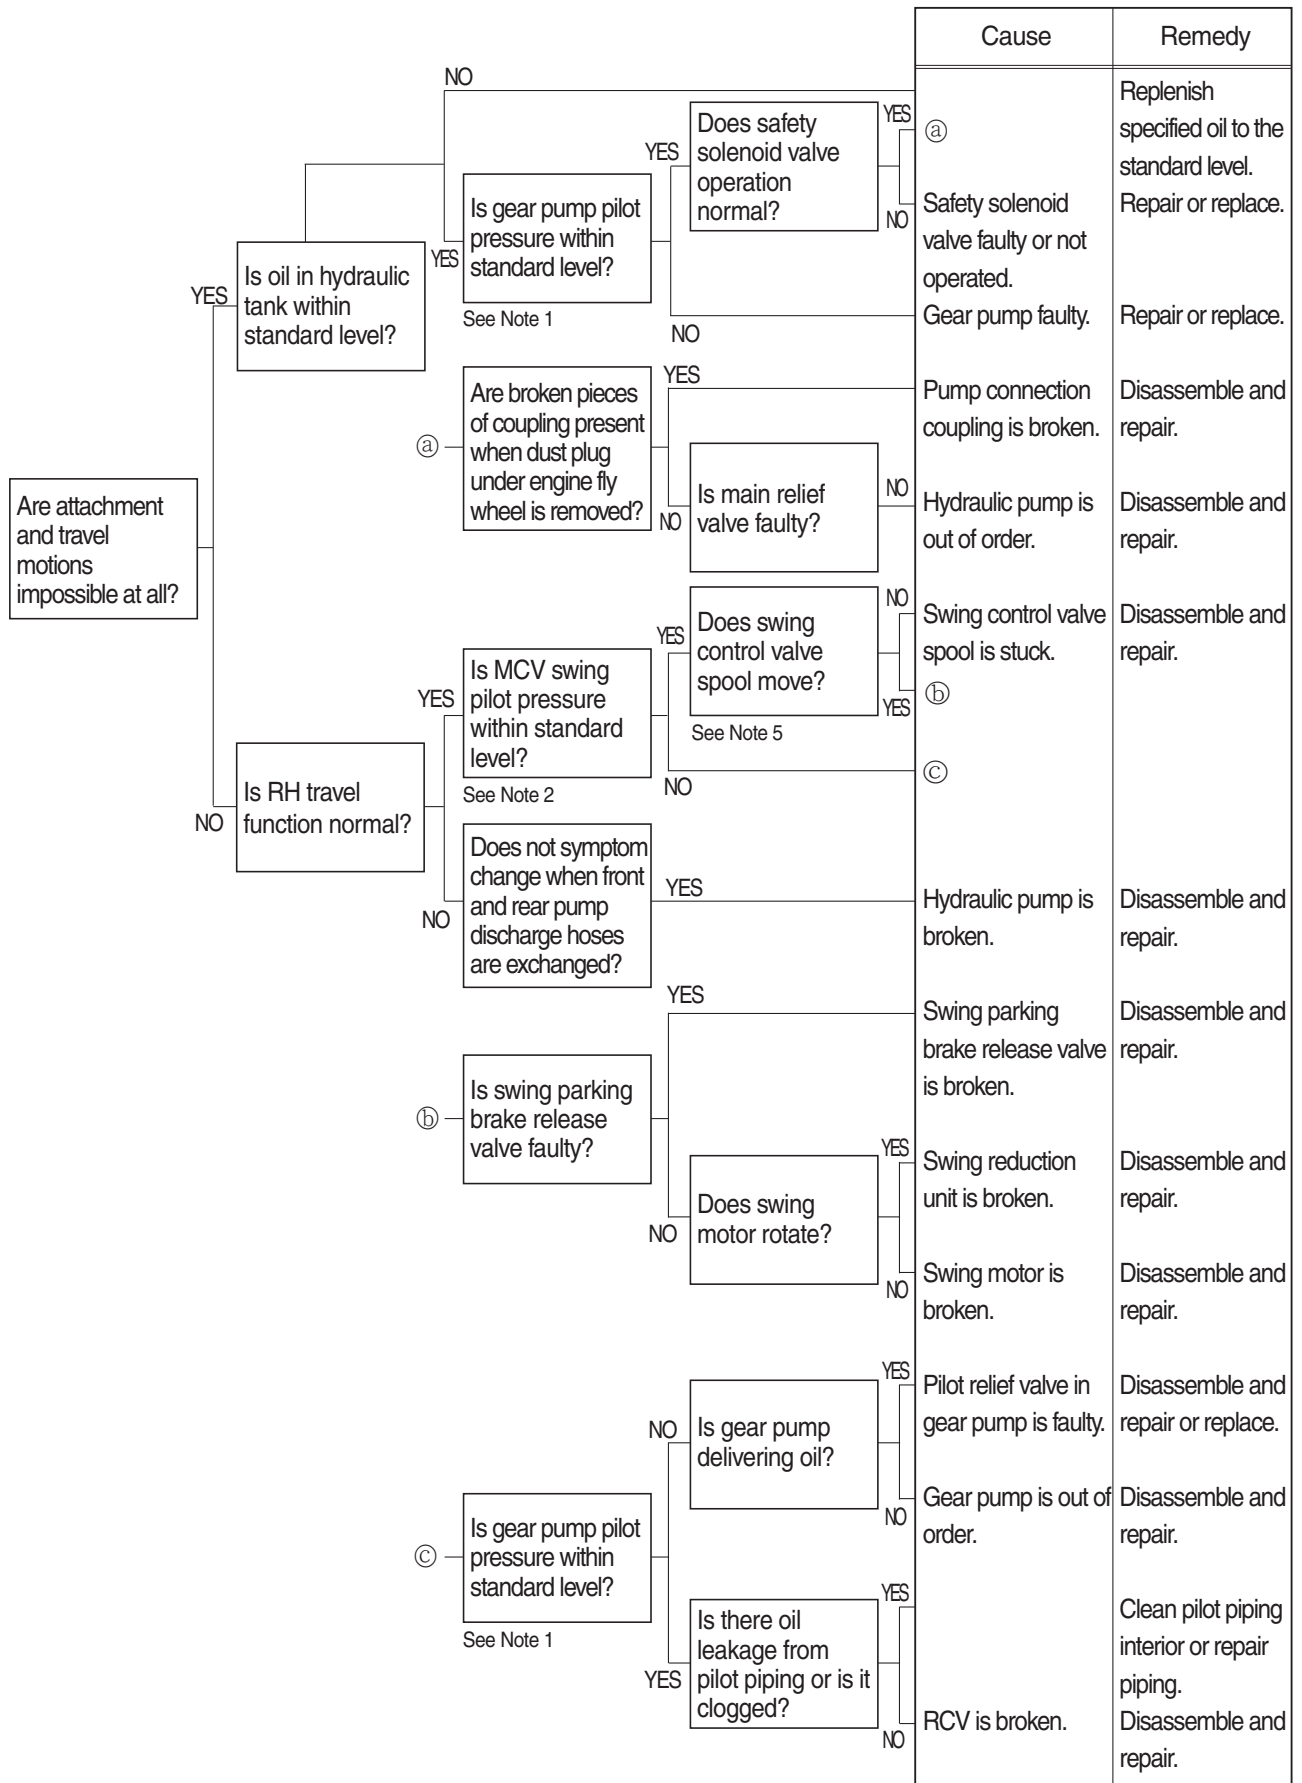 Cause
Remedy
NO
Replenish
specified oil to the
standard level.
Does safety
solenoid valve
operation
normal?
YES
ⓐ
YES
NO
Safety solenoid
valve faulty or not
operated.
Repair or replace.
Is gear pump pilot
pressure within
standard level?
YES
See Note 1
Is oil in hydraulic
tank within
standard level?
YES
NO
Gear pump faulty.
Repair or replace.
ⓐ
Are broken pieces
of coupling present
when dust plug
under engine fly
wheel is removed?
YES
Pump connection
coupling is broken.
Disassemble and
repair.
NO
Is main relief
valve faulty?
NO
Hydraulic pump is
out of order.
Disassemble and
repair.
Are attachment
and travel
motions
impossible at all?
Does swing
control valve
spool move?
YES
NO
Swing control valve
spool is stuck.
Disassemble and
repair.
YES
ⓑ
See Note 5
Is MCV swing
pilot pressure
within standard
level?
YES
See Note 2
NO
ⓒ
Is RH travel
function normal?
NO
Does not symptom
change when front
and rear pump
discharge hoses
are exchanged?
NO
YES
Hydraulic pump is
broken.
Disassemble and
repair.
YES
Swing parking
brake release valve
is broken.
Disassemble and
repair.
ⓑ
Is swing parking
brake release
valve faulty?
NO
Does swing
motor rotate?
YES
Swing reduction
unit is broken.
Disassemble and
repair.
NO
Swing motor is
broken.
Disassemble and
repair.
NO
Is gear pump
delivering oil?
YES
Pilot relief valve in
gear pump is faulty.
Disassemble and
repair or replace.
NO
Gear pump is out of
order.
Disassemble and
repair.
ⓒ
Is gear pump pilot
pressure within
standard level?
See Note 1
YES
Is there oil
leakage from
pilot piping or is it
clogged?
YES
Clean pilot piping
interior or repair
piping.
NO
RCV is broken.
Disassemble and
repair.